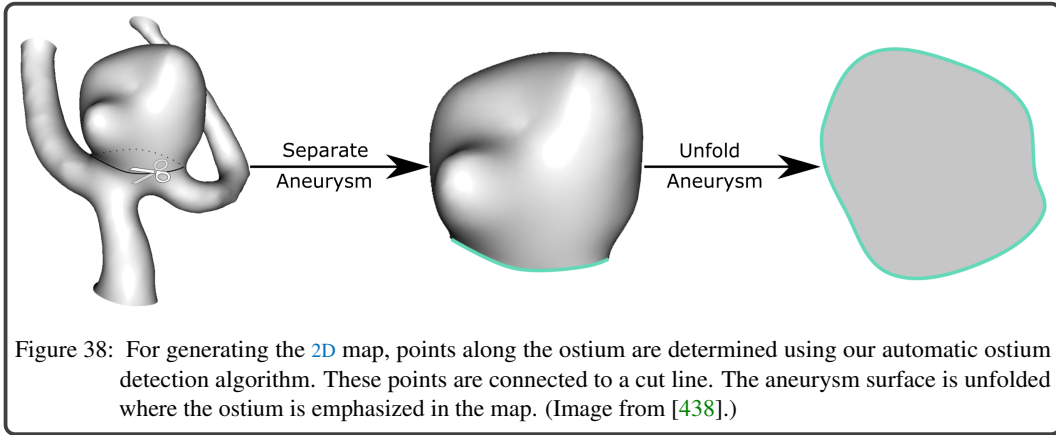 Separate
Aneurysm
Unfold
Aneurysm
Figure 38: For generating the 2D map, points along the ostium are determined using our automatic ostium
detection algorithm. These points are connected to a cut line. The aneurysm surface is unfolded
where the ostium is emphasized in the map. (Image from [438].)